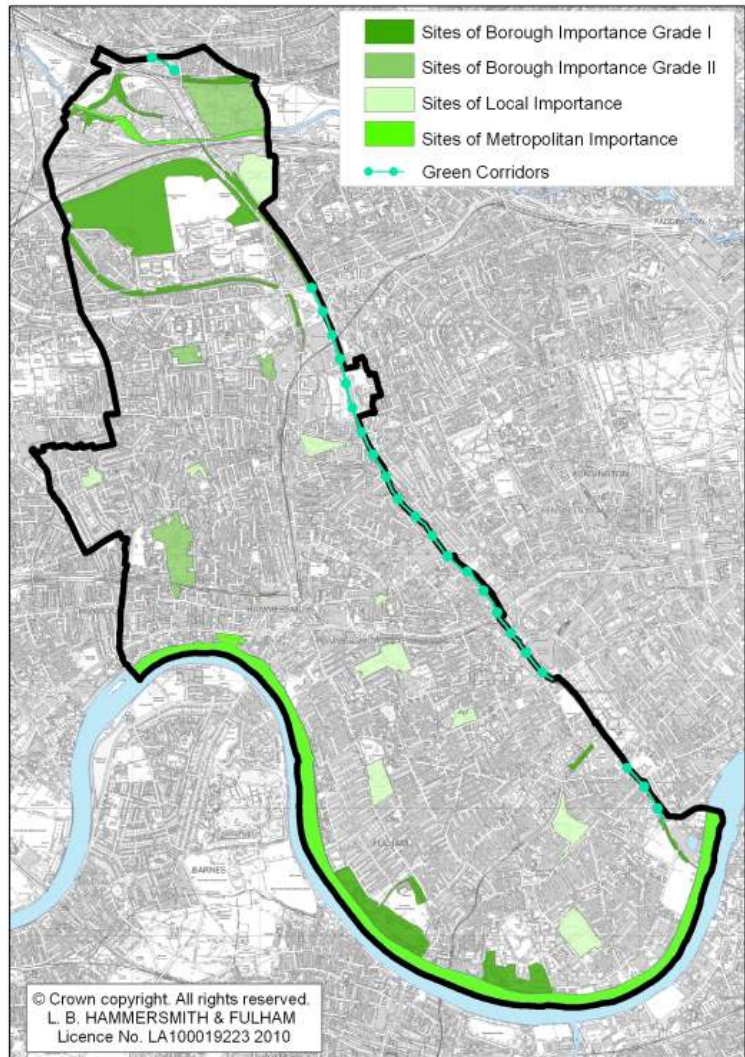 Sites of Borough Importance Grade I
Sites of Borough Importance Grade II
Sites of Local Importance
Sites of Metropolitan Importance
Green Corridors
PADDINGTON
KENSINGTON
HAMMERSMITH
FULHAM
BARNES
© Crown copyright. All rights reserved.
L. B. HAMMERSMITH & FULHAM
Licence No. LA100019223 2010